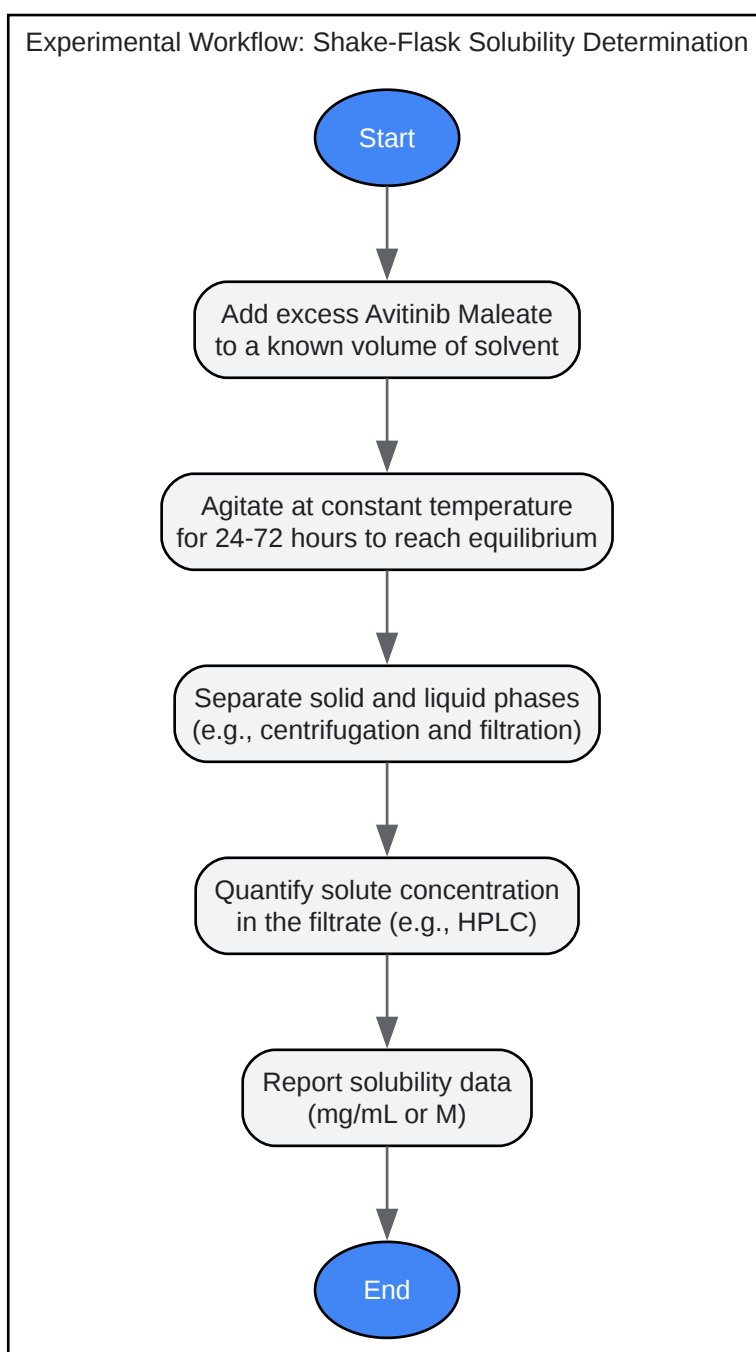 Experimental Workflow: Shake-Flask Solubility Determination
Start
Add excess Avitinib Maleate
to a known volume of solvent
Agitate at constant temperature
for 24-72 hours to reach equilibrium
Separate solid and liquid phases
(e.g., centrifugation and filtration)
Quantify solute concentration
in the filtrate (e.g., HPLC)
Report solubility data
(mg/mL or M)
End